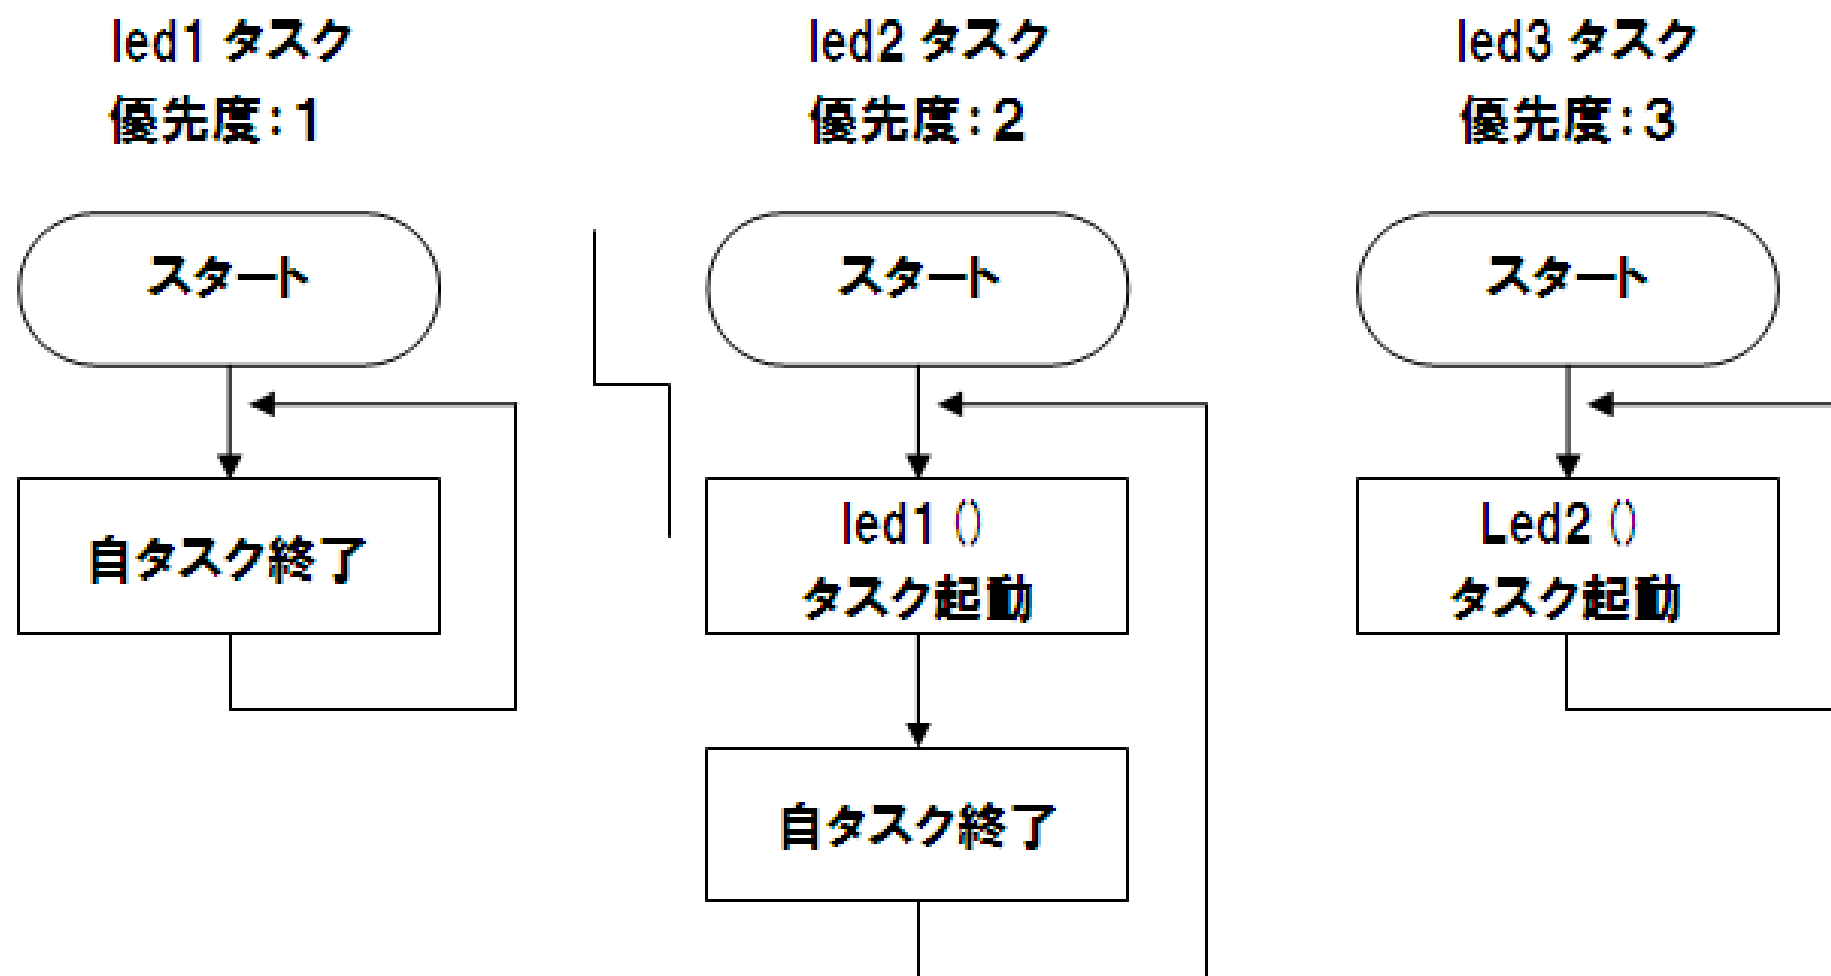 led1 タスク
優先度：1
スタート
自タスク終了
led2 タスク
優先度：2
スタート
led1 ()
タスク起動
自タスク終了
led3 タスク
優先度：3
スタート
Led2 ()
タスク起動